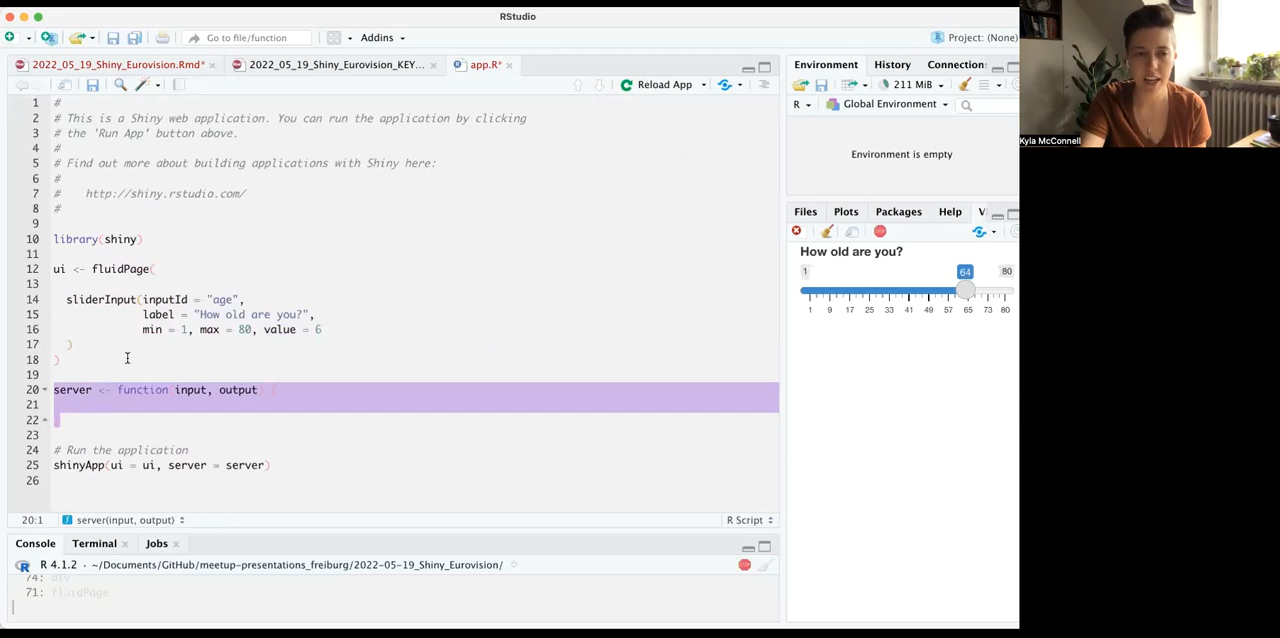 RStudio
Go to file/function
Addins
Project: (None)
2022_05_19_Shiny_Eurovision.Rmd*
2022_05_19_Shiny_Eurovision_KEY...
app.R*
Reload App
1 #
2 # This is a Shiny web application. You can run the application by clicking
3 # the 'Run App' button above.
4 #
5 # Find out more about building applications with Shiny here:
6 #
7 #    http://shiny.rstudio.com/
8 #
9
10 library(shiny)
11
12 ui <- fluidPage(
13
14 sliderInput(inputId = "age",
15 label = "How old are you?",
16 min = 1, max = 80, value = 6
17 )
18 )
19
20 server <- function(input, output) {
21
22
23
24 # Run the application
25 shinyApp(ui = ui, server = server)
26
20:1 server(input, output) R Script
Console Terminal Jobs
R 4.1.2 · ~/Documents/GitHub/meetup-presentations_freiburg/2022-05-19_Shiny_Eurovision/
74: div
71: fluidPage
Environment History Connection
211 MiB
R Global Environment
Environment is empty
Files Plots Packages Help
How old are you?
1 64 80
1 9 17 25 33 41 49 57 65 73 80
Kyla McConnell